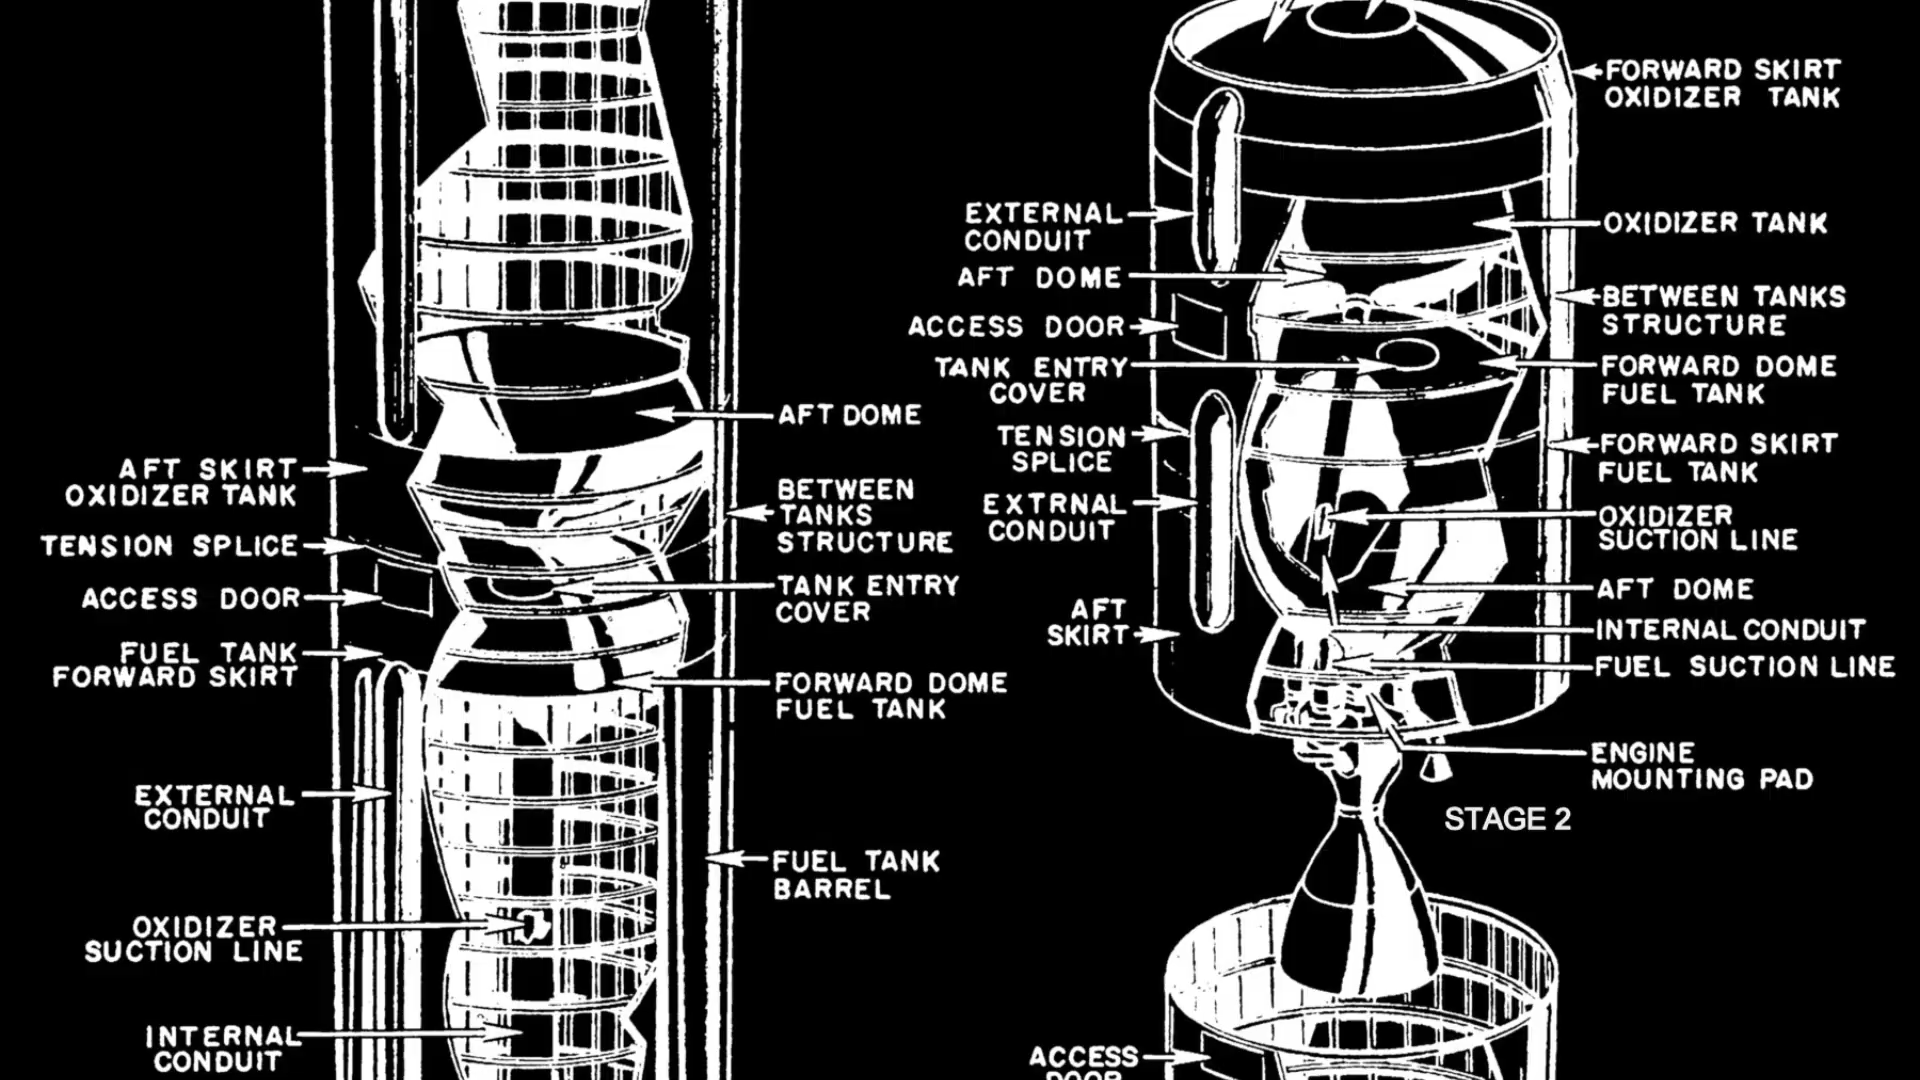 AFT DOME
AFT SKIRT
OXIDIZER TANK
BETWEEN
TANKS
STRUCTURE
TENSION SPLICE
TANK ENTRY
COVER
ACCESS DOOR
FUEL TANK
FORWARD SKIRT
FORWARD DOME
FUEL TANK
EXTERNAL
CONDUIT
FUEL TANK
BARREL
OXIDIZER
SUCTION LINE
INTERNAL
CONDUIT
FORWARD SKIRT
OXIDIZER TANK
EXTERNAL
CONDUIT
OXIDIZER TANK
AFT DOME
BETWEEN TANKS
STRUCTURE
ACCESS DOOR
TANK ENTRY
COVER
FORWARD DOME
FUEL TANK
TENSION
SPLICE
FORWARD SKIRT
FUEL TANK
EXTRNAL
CONDUIT
OXIDIZER
SUCTION LINE
AFT DOME
AFT
SKIRT
INTERNAL CONDUIT
FUEL SUCTION LINE
ENGINE
MOUNTING PAD
STAGE 2
ACCESS
DOOR